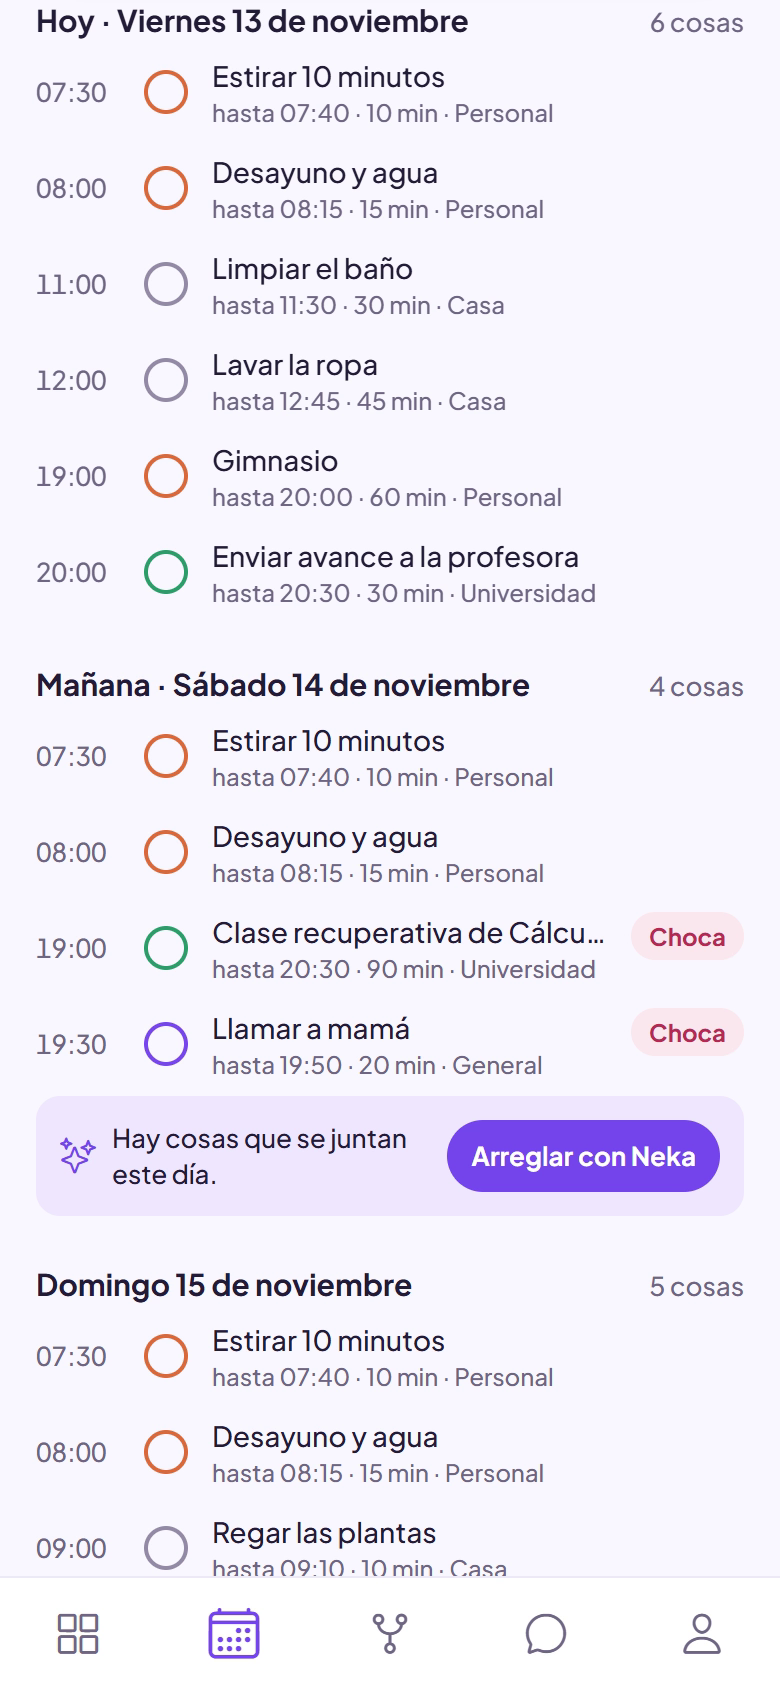 Hoy · Viernes 13 de noviembre 6 cosas
07:30 Estirar 10 minutos
hasta 07:40 · 10 min · Personal
08:00 Desayuno y agua
hasta 08:15 · 15 min · Personal
11:00 Limpiar el baño
hasta 11:30 · 30 min · Casa
12:00 Lavar la ropa
hasta 12:45 · 45 min · Casa
19:00 Gimnasio
hasta 20:00 · 60 min · Personal
20:00 Enviar avance a la profesora
hasta 20:30 · 30 min · Universidad
Mañana · Sábado 14 de noviembre 4 cosas
07:30 Estirar 10 minutos
hasta 07:40 · 10 min · Personal
08:00 Desayuno y agua
hasta 08:15 · 15 min · Personal
19:00 Clase recuperativa de Cálcu... Choca
hasta 20:30 · 90 min · Universidad
19:30 Llamar a mamá Choca
hasta 19:50 · 20 min · General
Hay cosas que se juntan
este día.
Arreglar con Neka
Domingo 15 de noviembre 5 cosas
07:30 Estirar 10 minutos
hasta 07:40 · 10 min · Personal
08:00 Desayuno y agua
hasta 08:15 · 15 min · Personal
09:00 Regar las plantas
hasta 09:10 · 10 min · Casa